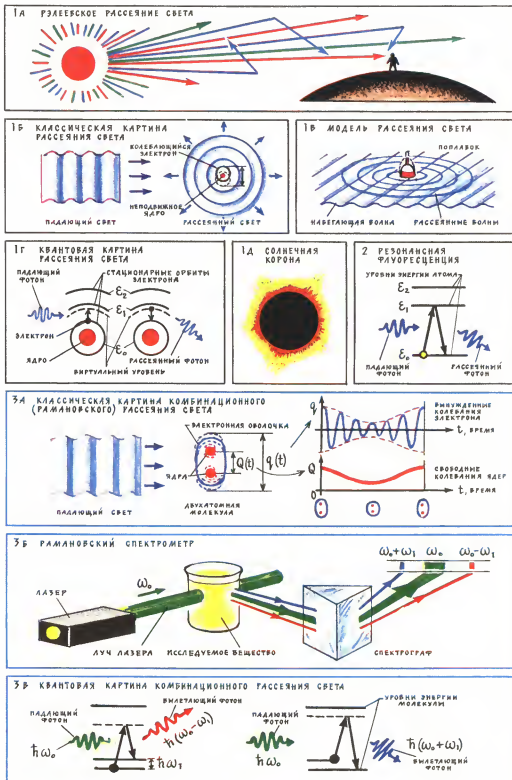 1А РЭЛЕЕВСКОЕ РАССЕЯНИЕ СВЕТА
1Б КЛАССИЧЕСКАЯ КАРТИНА
РАССЕЯНИЯ СВЕТА
КОЛЕБЛЮЩИЙСЯ
ЭЛЕКТРОН
НЕПОДВИЖНОЕ
ЯДРО
ПАДАЮЩИЙ СВЕТ
РАССЕЯННЫЙ СВЕТ
1В МОДЕЛЬ РАССЕЯНИЯ СВЕТА
ПОПЛАВОК
НАБЕГАЮЩАЯ ВОЛНА
РАССЕЯННЫЕ ВОЛНЫ
1Г КВАНТОВАЯ КАРТИНА
РАССЕЯНИЯ СВЕТА
ПАДАЮЩИЙ
ФОТОН
СТАЦИОНАРНЫЕ ОРБИТЫ
ЭЛЕКТРОНА
ε₂
ε₁
ε₀
ЭЛЕКТРОН
ЯДРО
РАССЕЯННЫЙ ФОТОН
ВИРТУАЛЬНЫЙ УРОВЕНЬ
1Д СОЛНЕЧНАЯ
КОРОНА
2 РЕЗОНАНСНАЯ
ФЛУОРЕСЦЕНЦИЯ
УРОВНИ ЭНЕРГИИ АТОМА
ε₂
ε₁
ε₀
ПАДАЮЩИЙ
ФОТОН
РАССЕЯННЫЙ
ФОТОН
3А КЛАССИЧЕСКАЯ КАРТИНА КОМБИНАЦИОННОГО
(РАМАНОВСКОГО) РАССЕЯНИЯ СВЕТА
ЭЛЕКТРОННАЯ ОБОЛОЧКА
ЯДРА
Q(t)
q(t)
ПАДАЮЩИЙ СВЕТ
ДВУХАТОМНАЯ
МОЛЕКУЛА
q
ВЫНУЖДЕННЫЕ
КОЛЕБАНИЯ
ЭЛЕКТРОНА
t, ВРЕМЯ
Q
СВОБОДНЫЕ
КОЛЕБАНИЯ ЯДЕР
0
t, ВРЕМЯ
3Б РАМАНОВСКИЙ СПЕКТРОМЕТР
ω₀+ω₁ ω₀ ω₀-ω₁
ω₀
ЛАЗЕР
ЛУЧ ЛАЗЕРА
ИССЛЕДУЕМОЕ ВЕЩЕСТВО
СПЕКТРОГРАФ
3В КВАНТОВАЯ КАРТИНА КОМБИНАЦИОННОГО РАССЕЯНИЯ СВЕТА
ПАДАЮЩИЙ
ФОТОН
ħω₀
ВЫЛЕТАЮЩИЙ ФОТОН
ħ(ω₀-ω₁)
ħω₁
ПАДАЮЩИЙ
ФОТОН
ħω₀
УРОВНИ ЭНЕРГИИ
МОЛЕКУЛЫ
ħ(ω₀+ω₁)
ВЫЛЕТАЮЩИЙ
ФОТОН